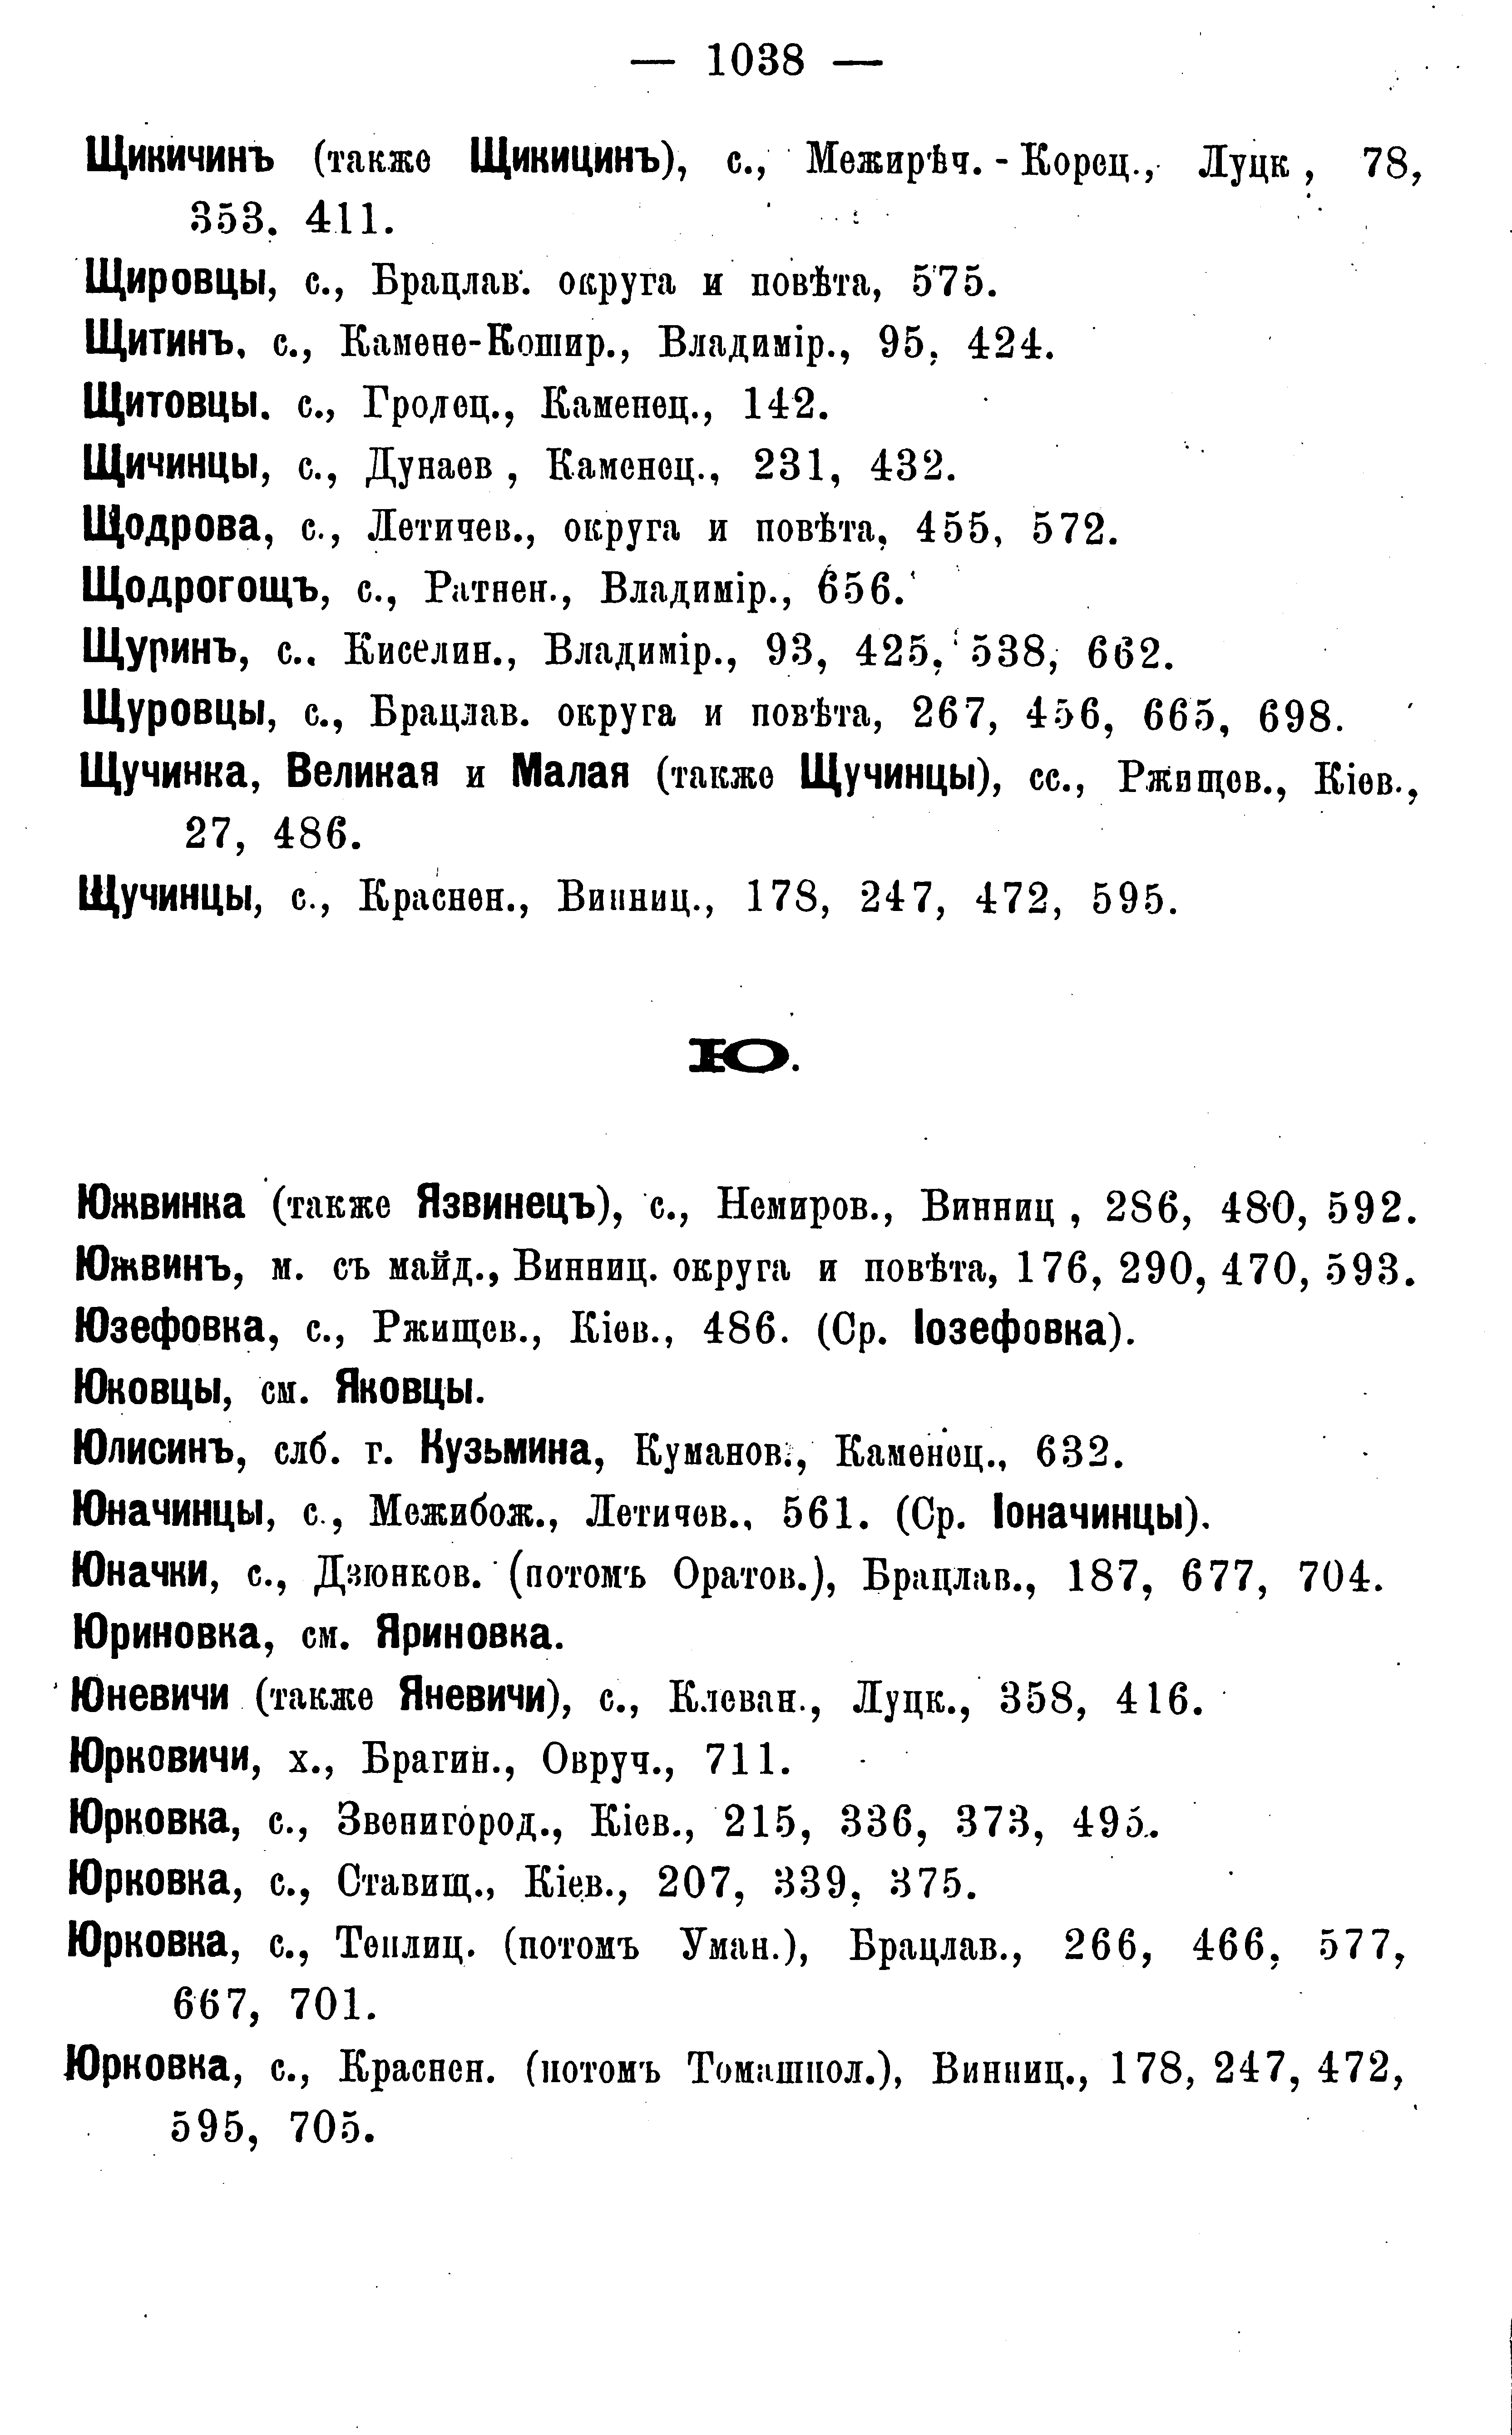 — 1038 —
Щикичинъ (также Щикицинъ), с., Межирѣч.-Корец., Луцк , 78,
353. 411.
Щировцы, с., Брацлав. округа и повѣта, 575.
Щитинъ, с., Камене-Кошир., Владимір., 95, 424.
Щитовцы. с., Гродец., Каменец., 142.
Щичинцы, с., Дунаев , Каменец., 231, 432.
Щодрова, с., Летичев., округа и повѣта, 455, 572.
Щодрогощъ, с., Ратнен., Владимір., 656.
Щуринъ, с.. Киселин., Владимір., 93, 425, 538, 662.
Щуровцы, с., Брацлав. округа и повѣта, 267, 456, 665, 698.
Щучинка, Великая и Малая (также Щучинцы), сс., Ржищев., Кіев.,
27, 486.
Щучинцы, с., Краснен., Винниц., 178, 247, 472, 595.
Ю.
Южвинка (также Язвинецъ), с., Немиров., Винниц , 286, 480, 592.
Южвинъ, м. съ майд., Винниц. округа и повѣта, 176, 290, 470, 593.
Юзефовка, с., Ржищев., Кіев., 486. (Ср. Іозефовка).
Юковцы, см. Яковцы.
Юлисинъ, слб. г. Кузьмина, Куманов., Каменец., 632.
Юначинцы, с., Межибож., Летичев., 561. (Ср. Іоначинцы).
Юначки, с., Дзюнков. (потомъ Оратов.), Брацлав., 187, 677, 704.
Юриновка, см. Яриновка.
Юневичи (также Яневичи), с., Клеван., Луцк., 358, 416.
Юрковичи, х., Брагин., Овруч., 711.
Юрковка, с., Звенигород., Кіев., 215, 336, 373, 495.
Юрковка, с., Ставищ., Кіев., 207, 339, 375.
Юрковка, с., Теплиц. (потомъ Уман.), Брацлав., 266, 466, 577,
667, 701.
Юрковка, с., Краснен. (потомъ Томашпол.), Винниц., 178, 247, 472,
595, 705.